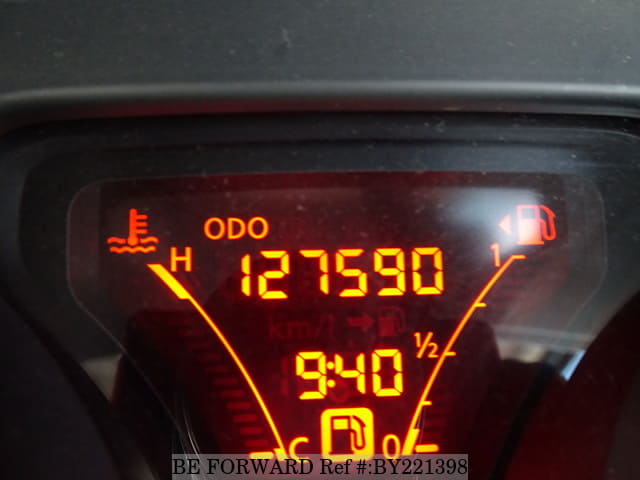 ODO
H 127590 1
km/l
1/2
9:40
C 0
BE FORWARD Ref #:BY221398